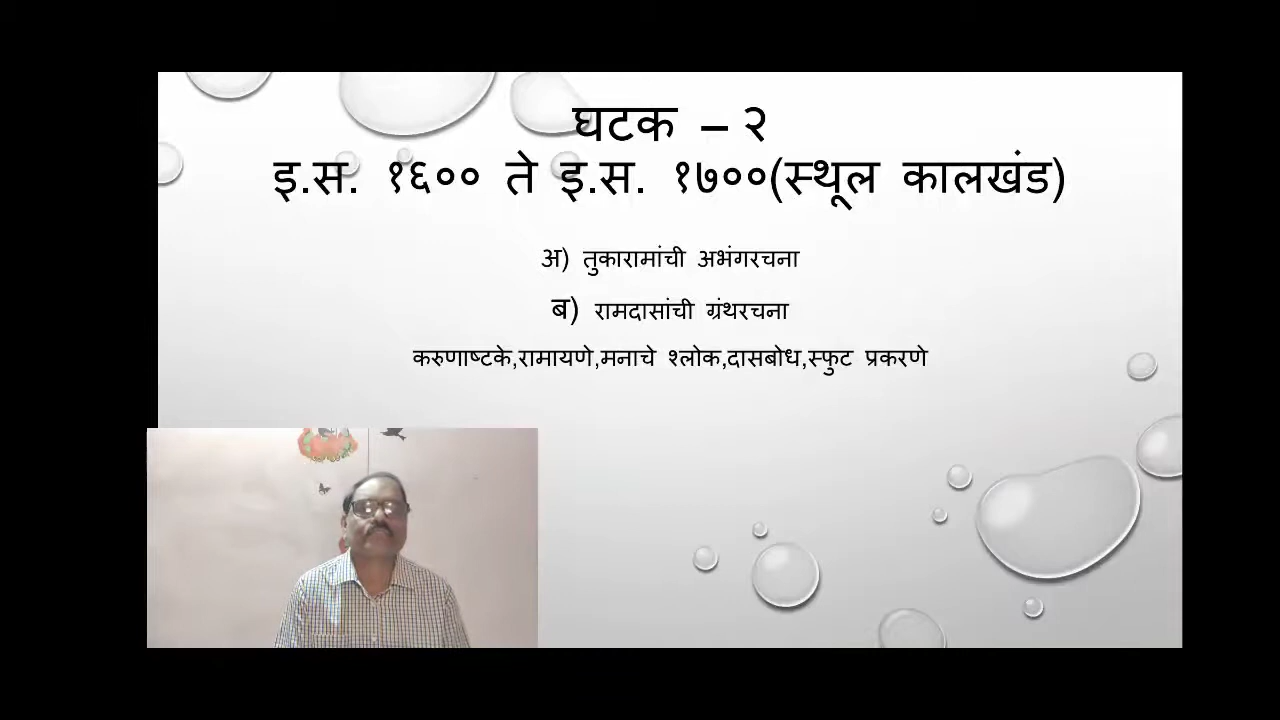 घटक – २
इ.स. १६०० ते इ.स. १७००(स्थूल कालखंड)
अ) तुकारामांची अभंगरचना
ब) रामदासांची ग्रंथरचना
करुणाष्टके,रामायणे,मनाचे श्लोक,दासबोध,स्फुट प्रकरणे